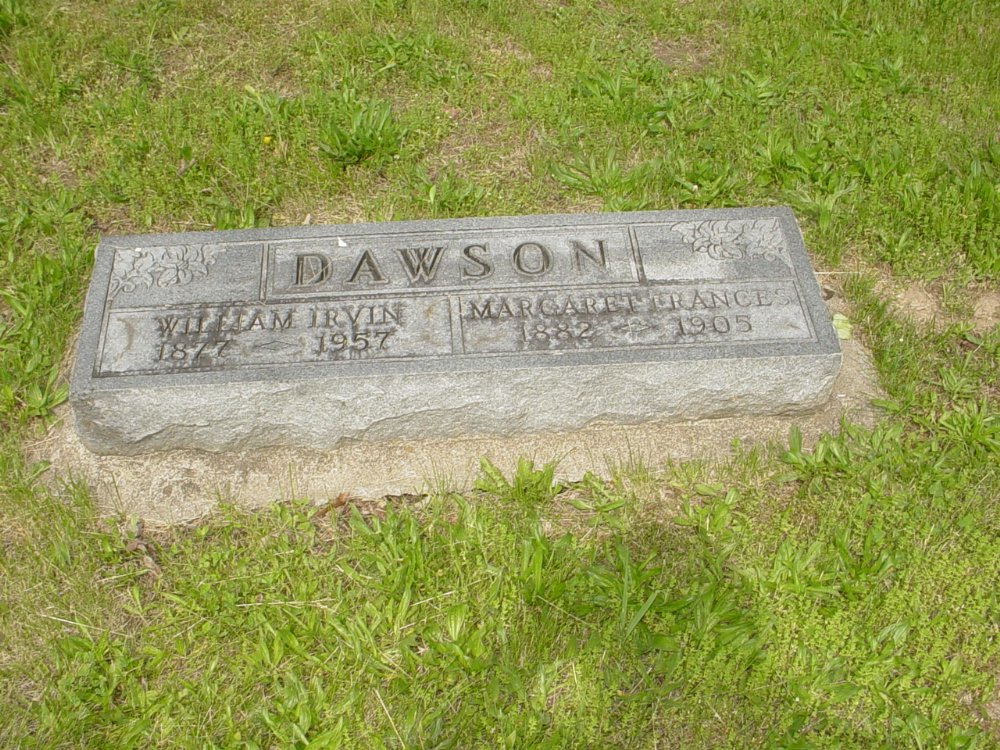 DAWSON
WILLIAM IRVIN
1877 1957
MARGARET FRANCES
1882 1905